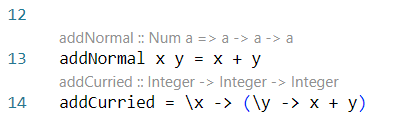 12
addNormal :: Num a => a -> a -> a
13 addNormal x y = x + y
addCurried :: Integer -> Integer -> Integer
14 addCurried = \x -> (\y -> x + y)